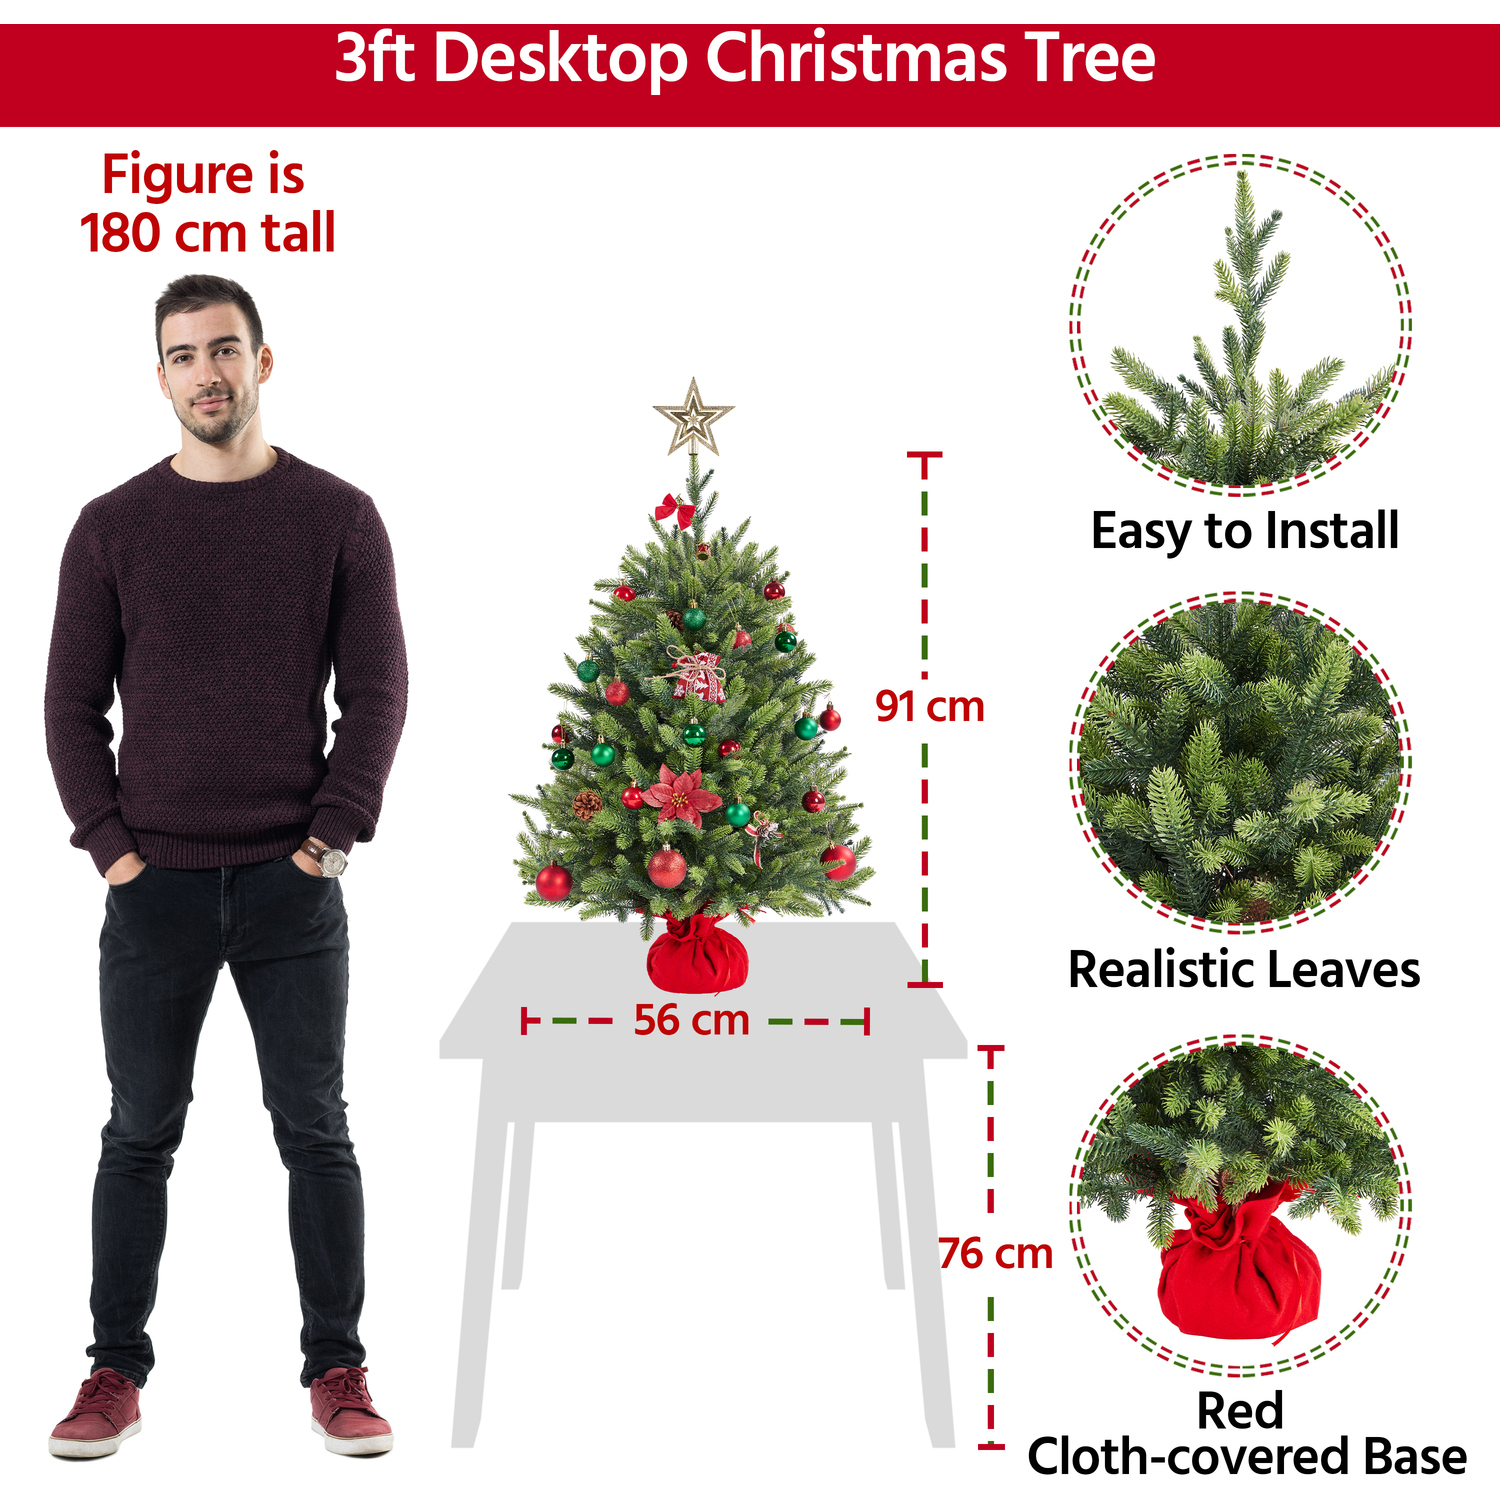 3ft Desktop Christmas Tree
Figure is
180 cm tall
Easy to Install
91 cm
Realistic Leaves
56 cm
76 cm
Red
Cloth-covered Base